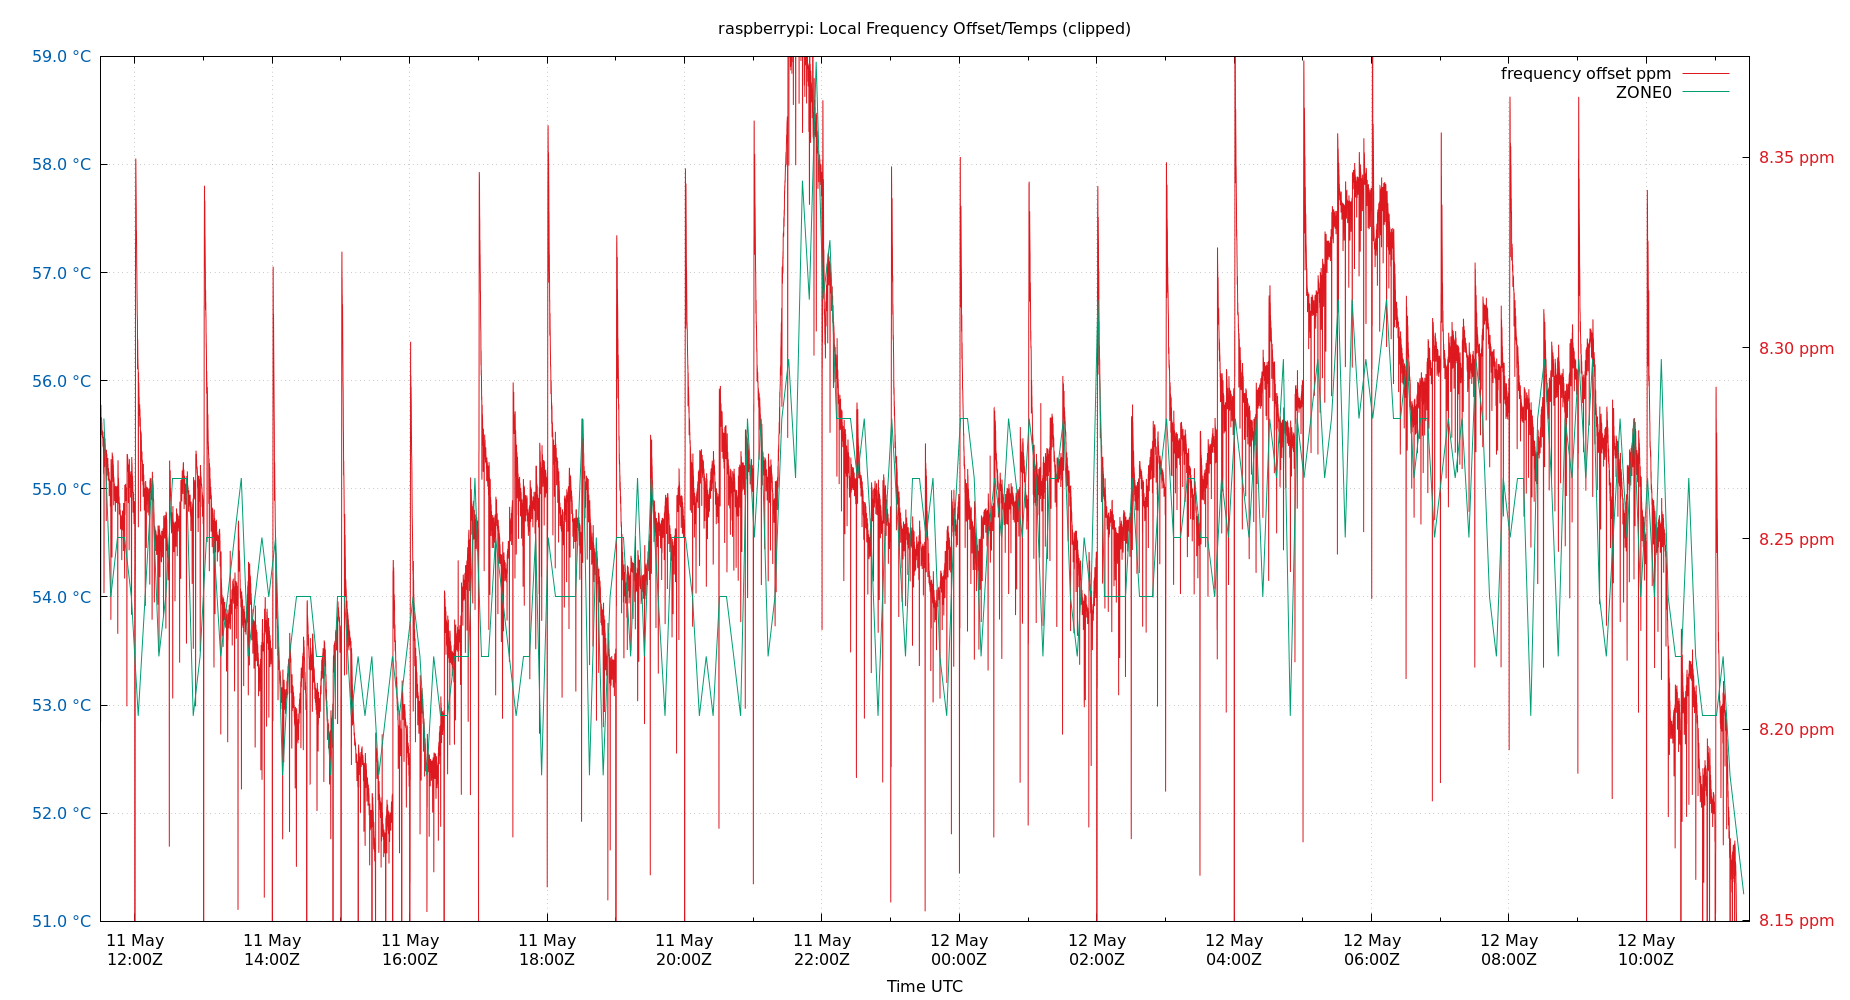 raspberrypi: Local Frequency Offset/Temps (clipped)
frequency offset ppm
ZONE0
59.0 °C
58.0 °C
57.0 °C
56.0 °C
55.0 °C
54.0 °C
53.0 °C
52.0 °C
51.0 °C
8.35 ppm
8.30 ppm
8.25 ppm
8.20 ppm
8.15 ppm
11 May
12:00Z
11 May
14:00Z
11 May
16:00Z
11 May
18:00Z
11 May
20:00Z
11 May
22:00Z
12 May
00:00Z
12 May
02:00Z
12 May
04:00Z
12 May
06:00Z
12 May
08:00Z
12 May
10:00Z
Time UTC